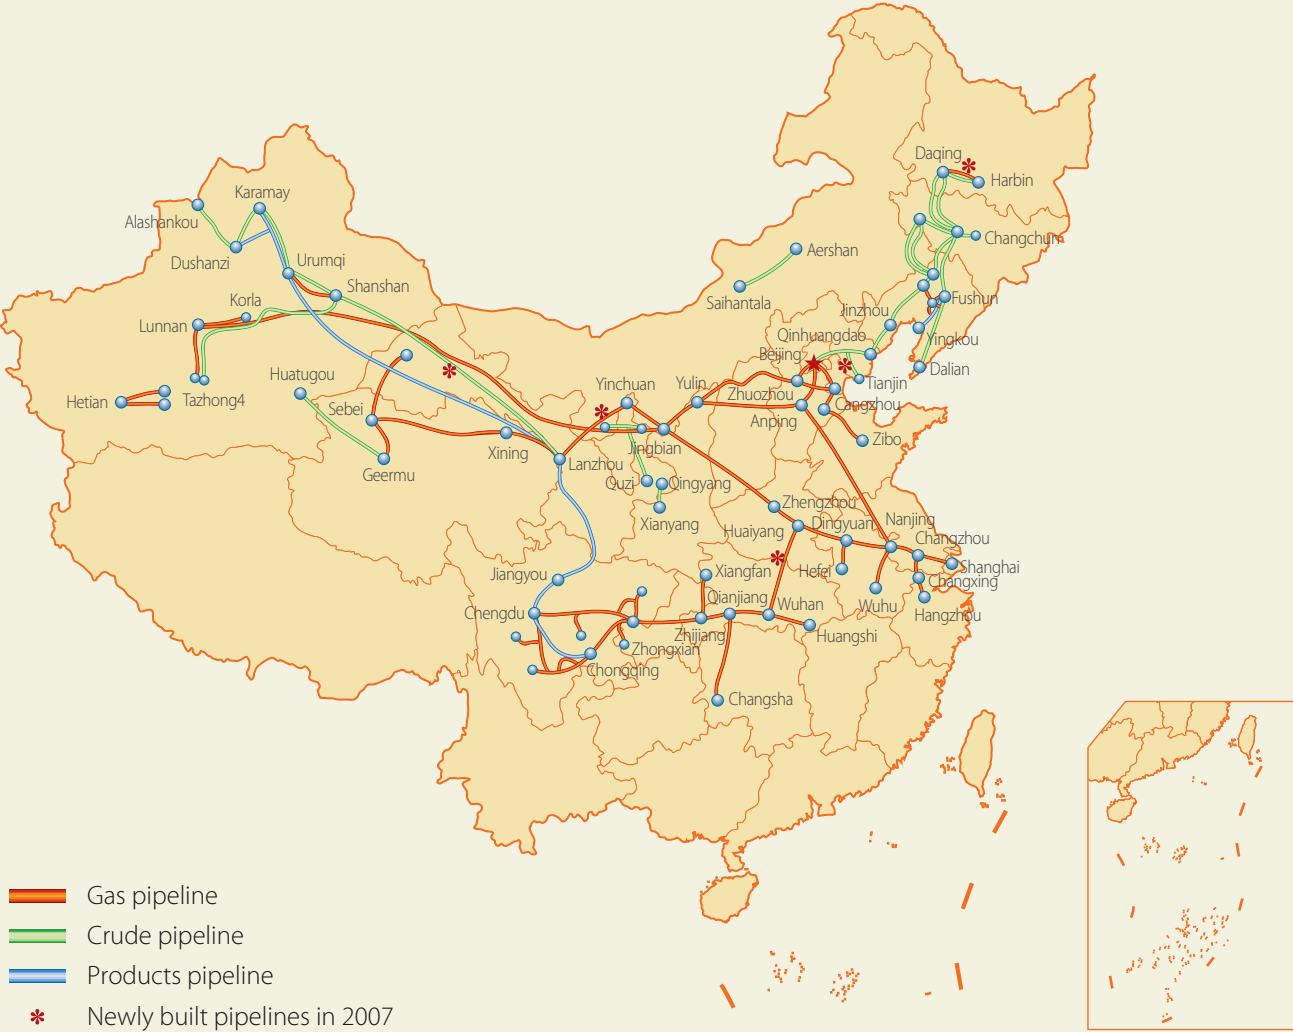 Daqing
Harbin
Karamay
Alashankou
Changchun
Aershan
Dushanzi
Urumqi
Shanshan
Saihantala
Korla
Fushun
Lunnan
Jinzhou
Qinhuangdao
Yingkou
Beijing
Dalian
Huatugou
Yinchuan
Yulin
Tianjin
Hetian
Tazhong4
Zhuozhou
Cangzhou
Sebei
Anping
Zibo
Xining
Jingbian
Lanzhou
Geermu
Quzi
Qingyang
Zhengzhou
Xianyang
Huaiyang
Dingyuan
Nanjing
Changzhou
Shanghai
Jiangyou
Xiangfan
Hefei
Changxing
Chengdu
Qianjiang
Wuhan
Wuhu
Hangzhou
Zhijiang
Huangshi
Zhongxian
Chongqing
Changsha
Gas pipeline
Crude pipeline
Products pipeline
* Newly built pipelines in 2007